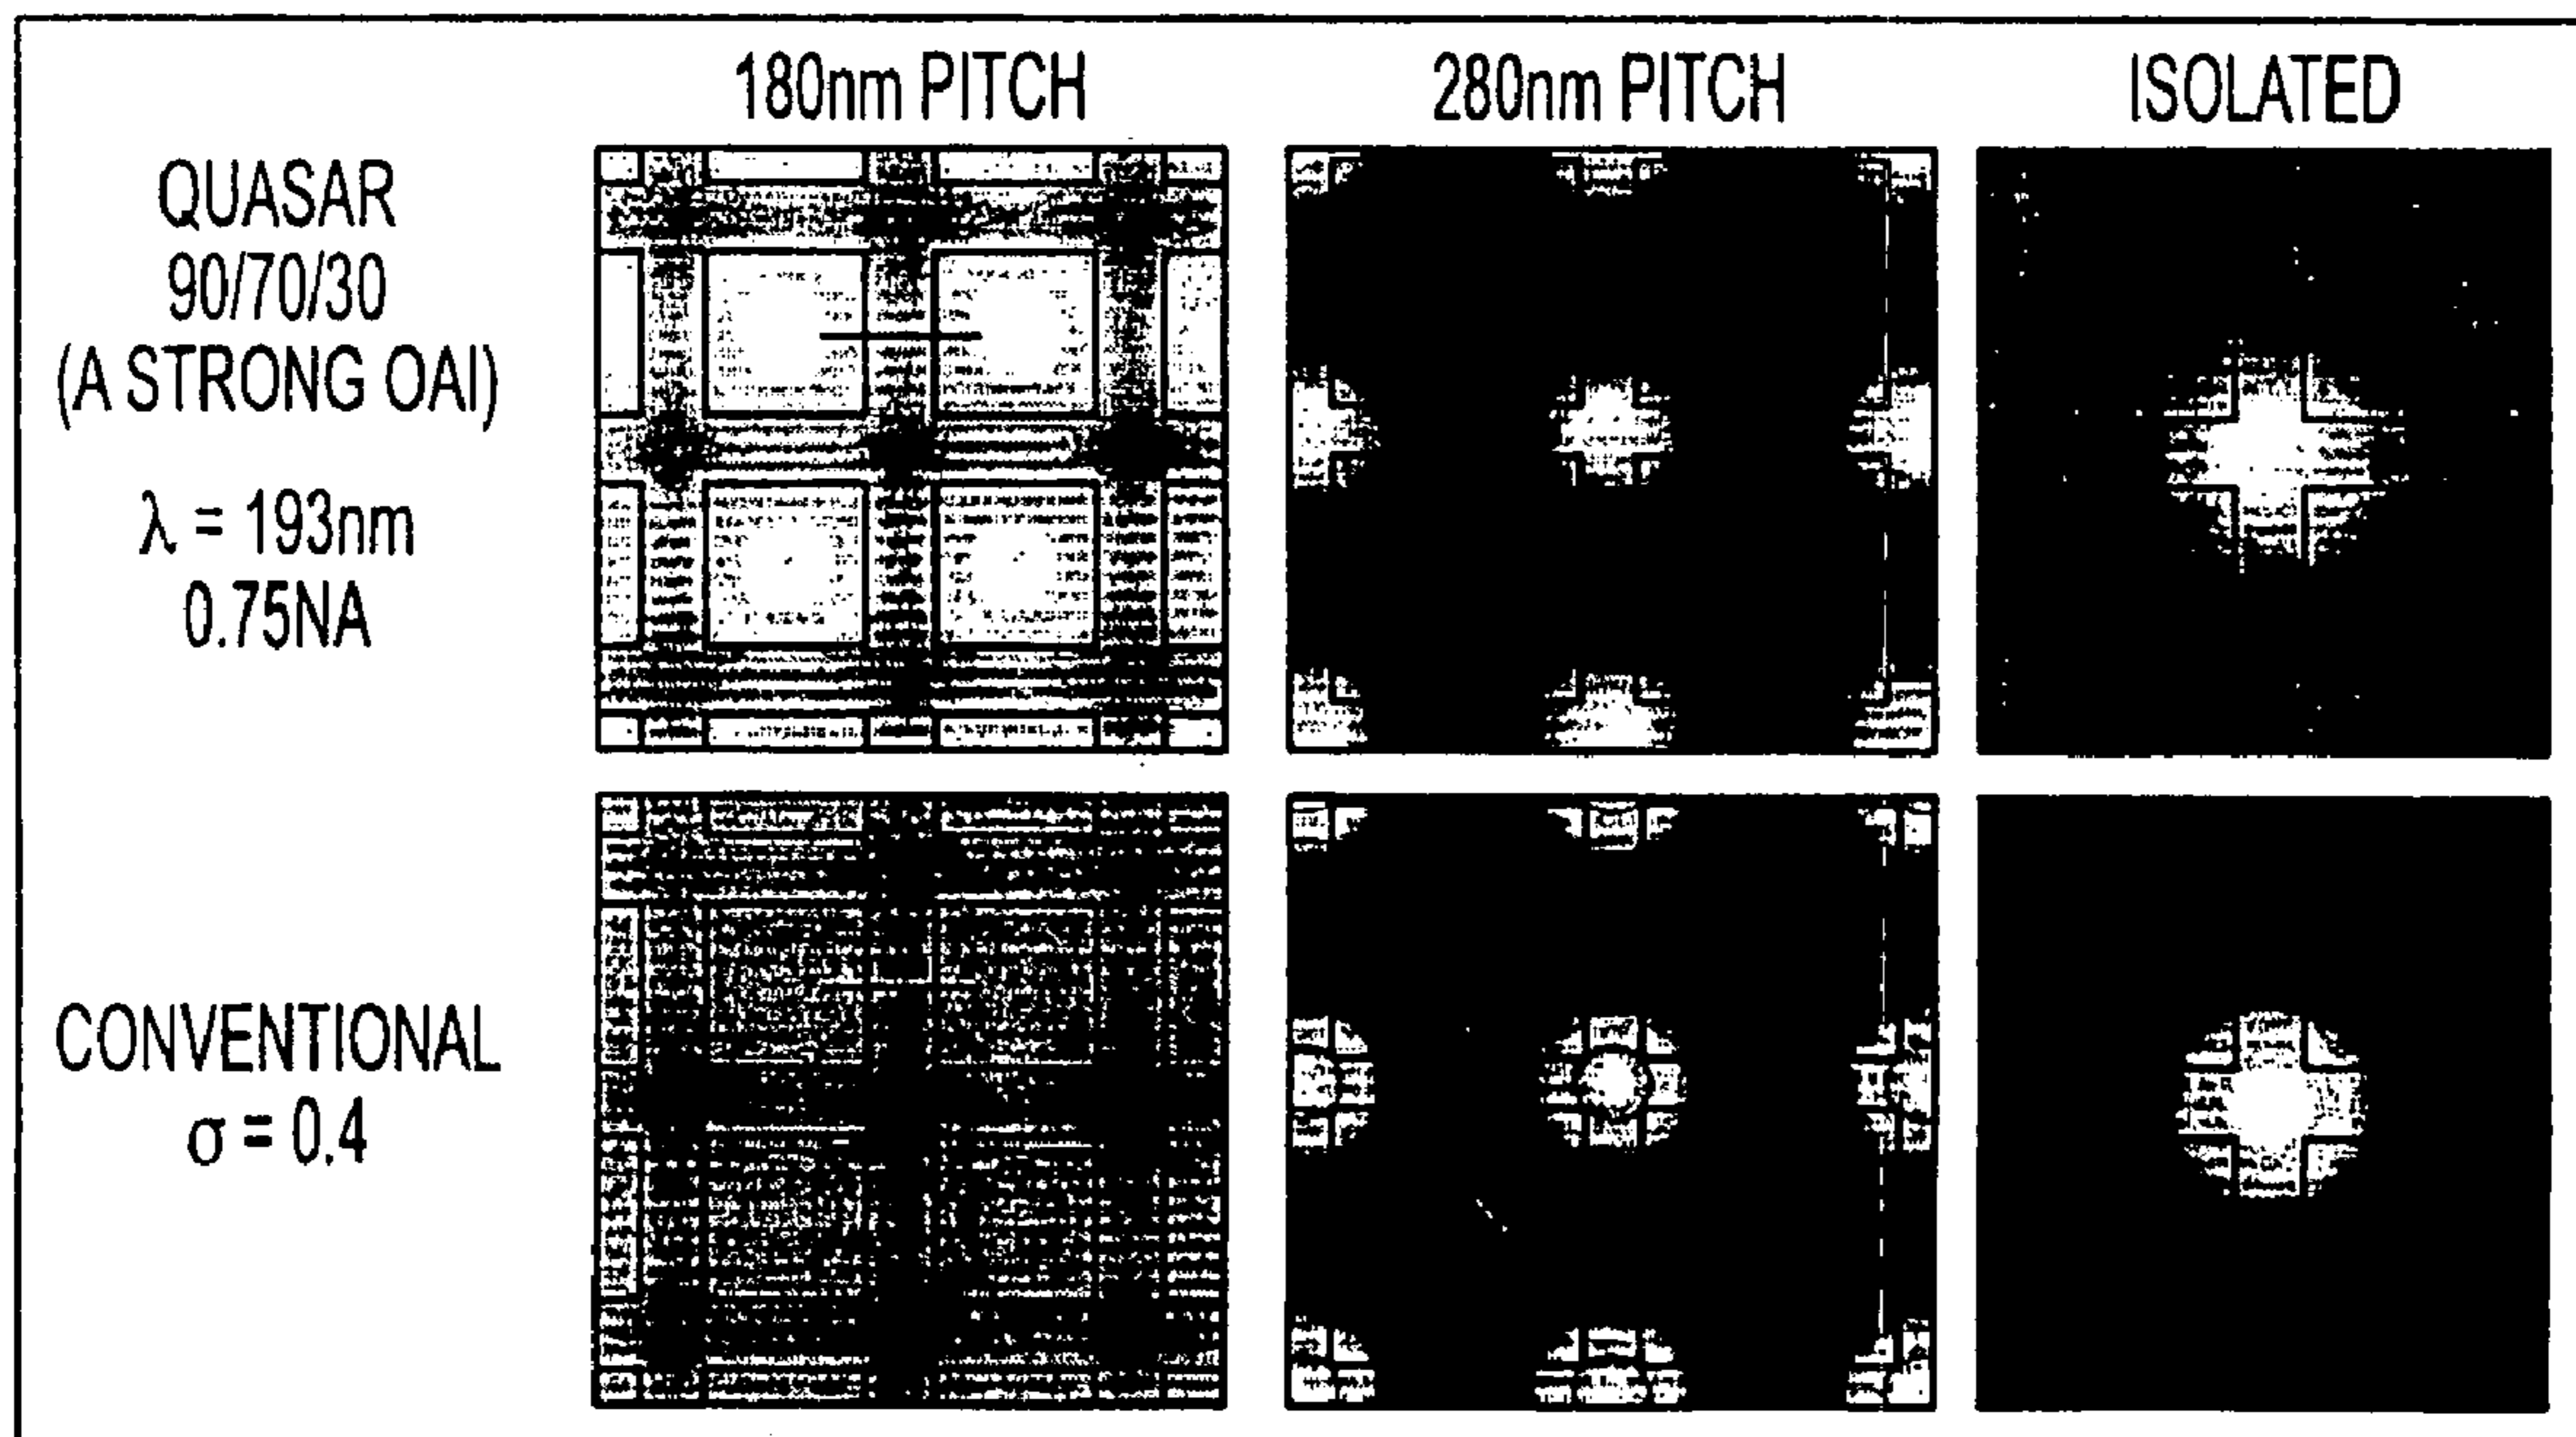 180nm PITCH
280nm PITCH
ISOLATED
QUASAR
90/70/30
(A STRONG OAI)
λ = 193nm
0.75NA
CONVENTIONAL
σ = 0.4